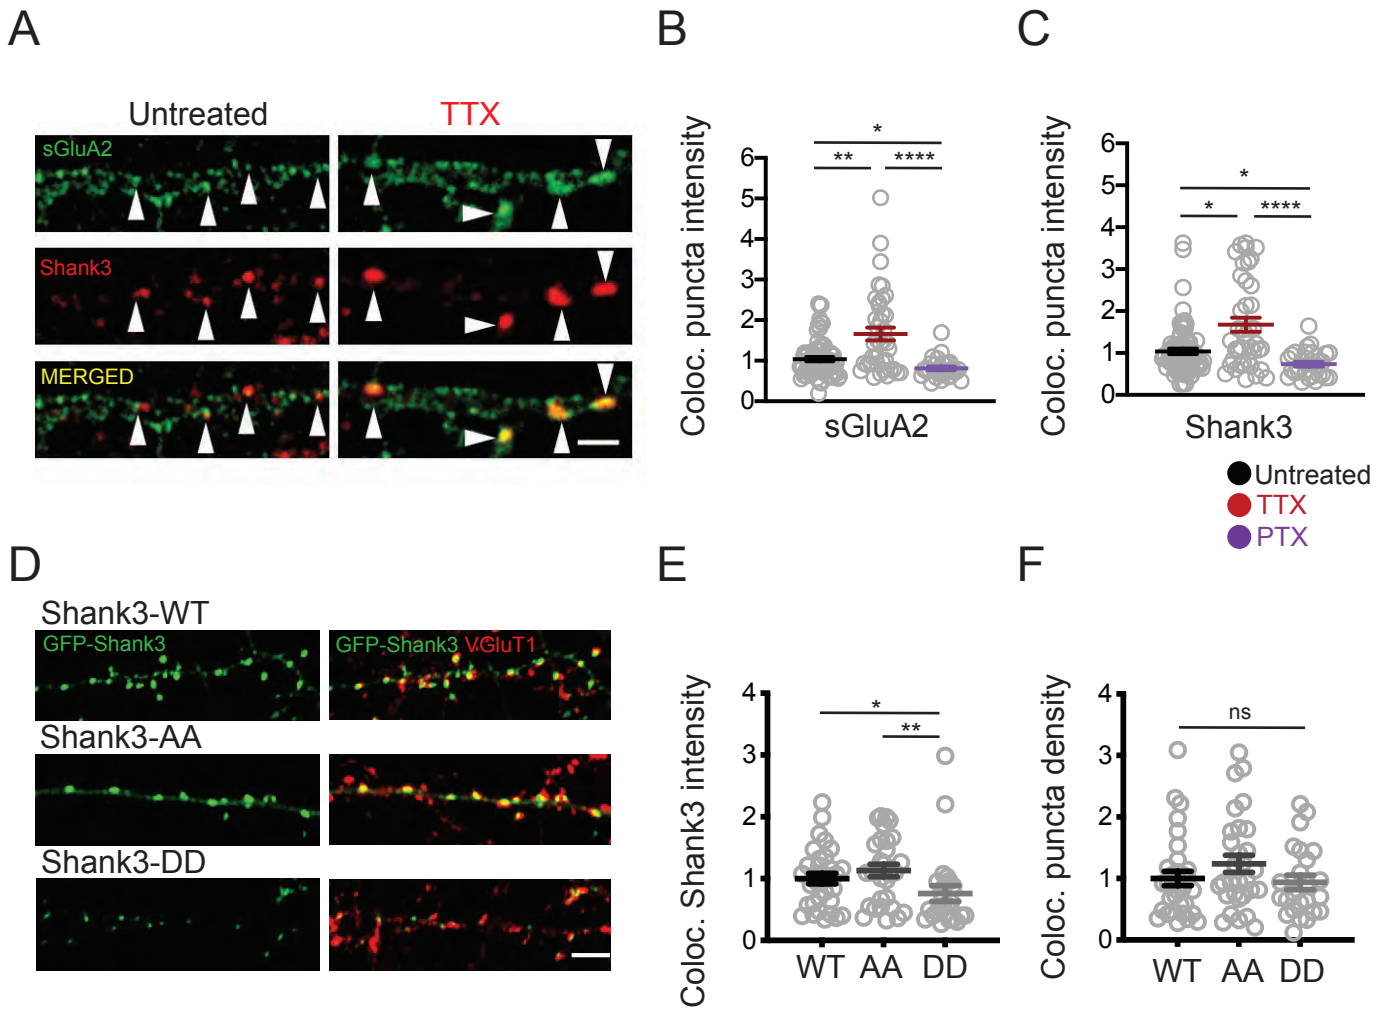 A
Untreated
TTX
sGluA2
Shank3
MERGED
B
Coloc. puncta intensity
6
5
4
3
2
1
0
*
**
****
sGluA2
C
Coloc. puncta intensity
6
5
4
3
2
1
0
*
*
****
Shank3
Untreated
TTX
PTX
D
Shank3-WT
GFP-Shank3
GFP-Shank3 VGluT1
Shank3-AA
Shank3-DD
E
Coloc. Shank3 intensity
4
3
2
1
0
*
**
WT AA DD
F
Coloc. puncta density
4
3
2
1
0
ns
WT AA DD